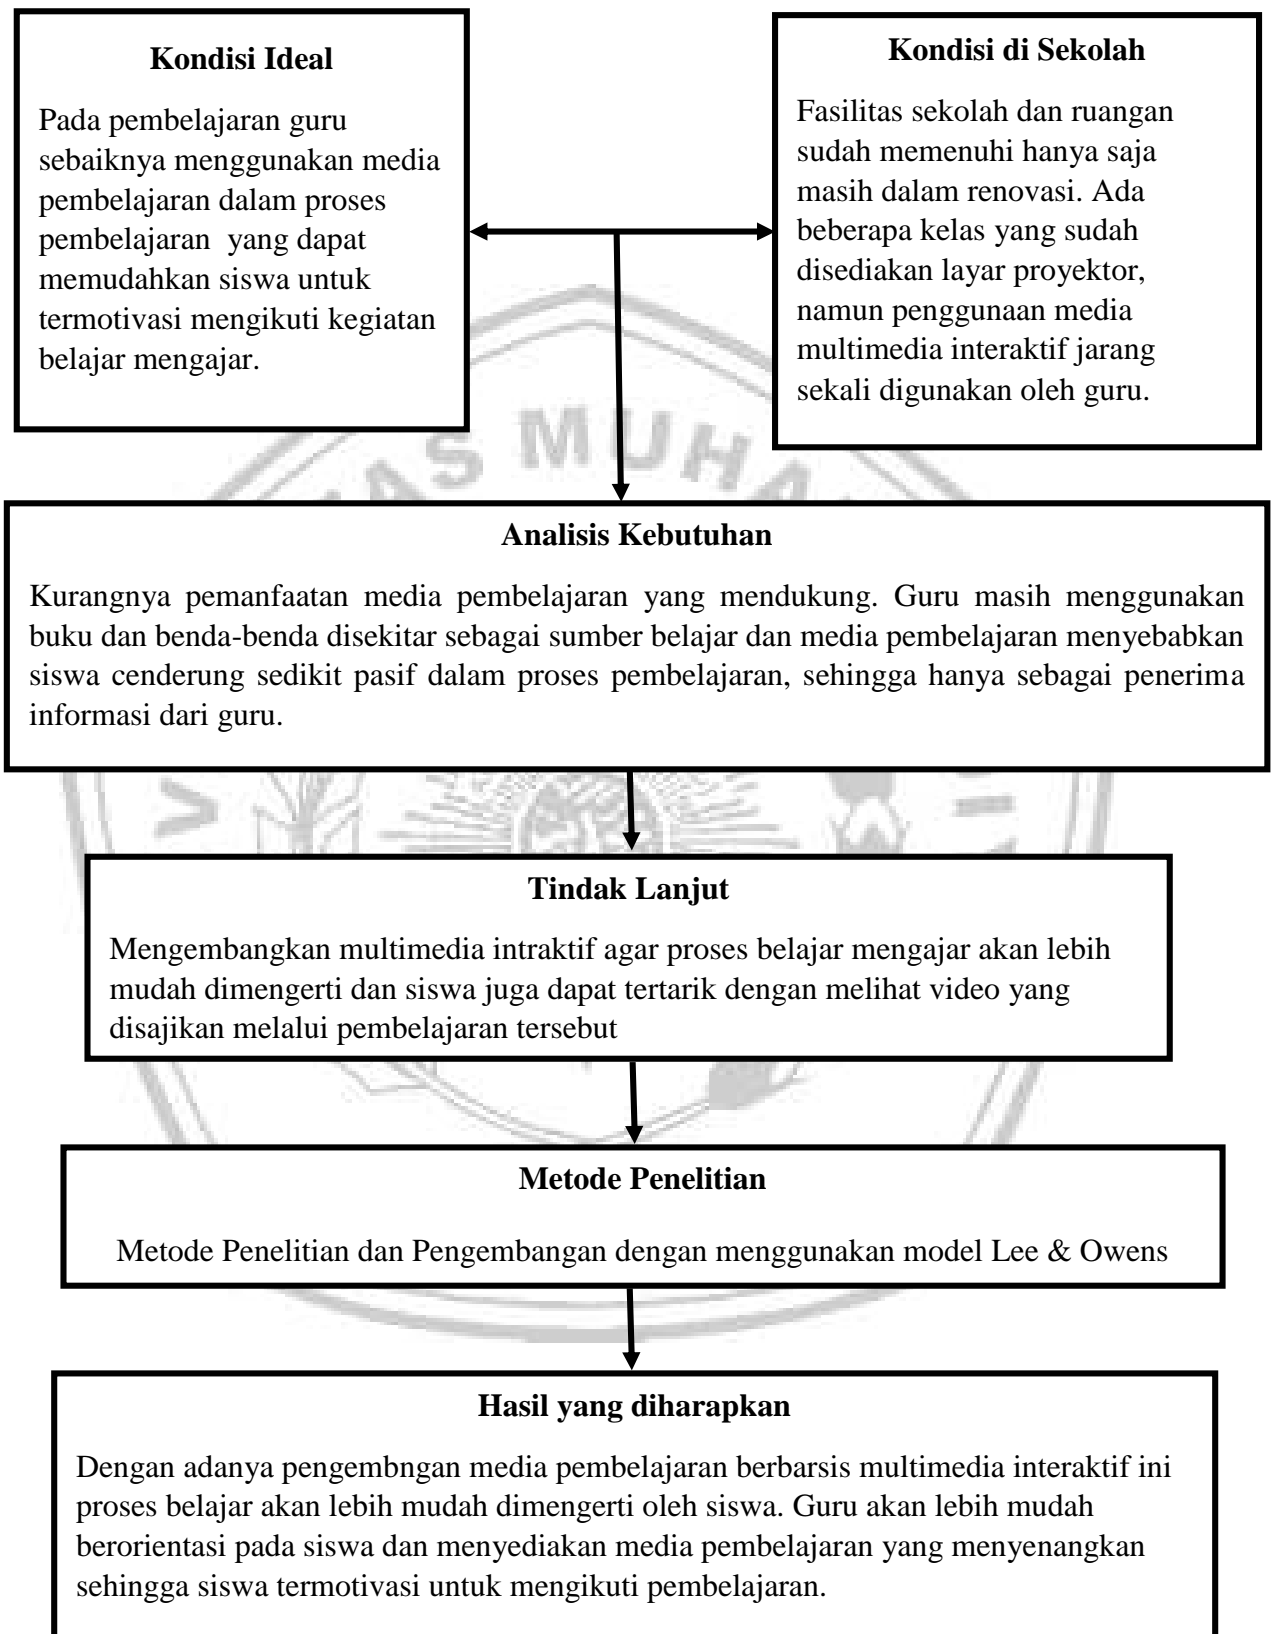 Kondisi Ideal
Pada pembelajaran guru
sebaiknya menggunakan media
pembelajaran dalam proses
pembelajaran yang dapat
memudahkan siswa untuk
termotivasi mengikuti kegiatan
belajar mengajar.
Kondisi di Sekolah
Fasilitas sekolah dan ruangan
sudah memenuhi hanya saja
masih dalam renovasi. Ada
beberapa kelas yang sudah
disediakan layar proyektor,
namun penggunaan media
multimedia interaktif jarang
sekali digunakan oleh guru.
AS MUHA
Analisis Kebutuhan
Kurangnya pemanfaatan media pembelajaran yang mendukung. Guru masih menggunakan
buku dan benda-benda disekitar sebagai sumber belajar dan media pembelajaran menyebabkan
siswa cenderung sedikit pasif dalam proses pembelajaran, sehingga hanya sebagai penerima
informasi dari guru.
Tindak Lanjut
Mengembangkan multimedia intraktif agar proses belajar mengajar akan lebih
mudah dimengerti dan siswa juga dapat tertarik dengan melihat video yang
disajikan melalui pembelajaran tersebut
Metode Penelitian
Metode Penelitian dan Pengembangan dengan menggunakan model Lee & Owens
Hasil yang diharapkan
Dengan adanya pengembngan media pembelajaran berbarsis multimedia interaktif ini
proses belajar akan lebih mudah dimengerti oleh siswa. Guru akan lebih mudah
berorientasi pada siswa dan menyediakan media pembelajaran yang menyenangkan
sehingga siswa termotivasi untuk mengikuti pembelajaran.